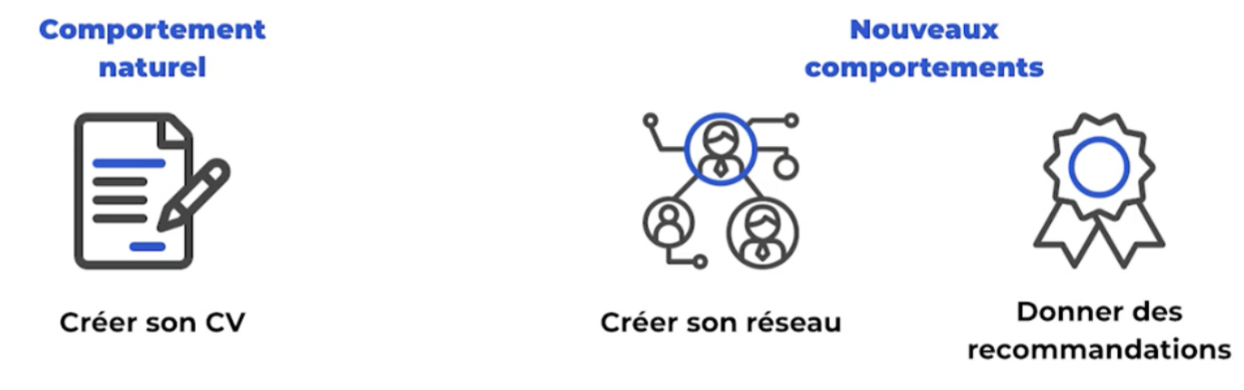 Comportement
naturel
Nouveaux
comportements
Créer son CV
Créer son réseau
Donner des
recommandations